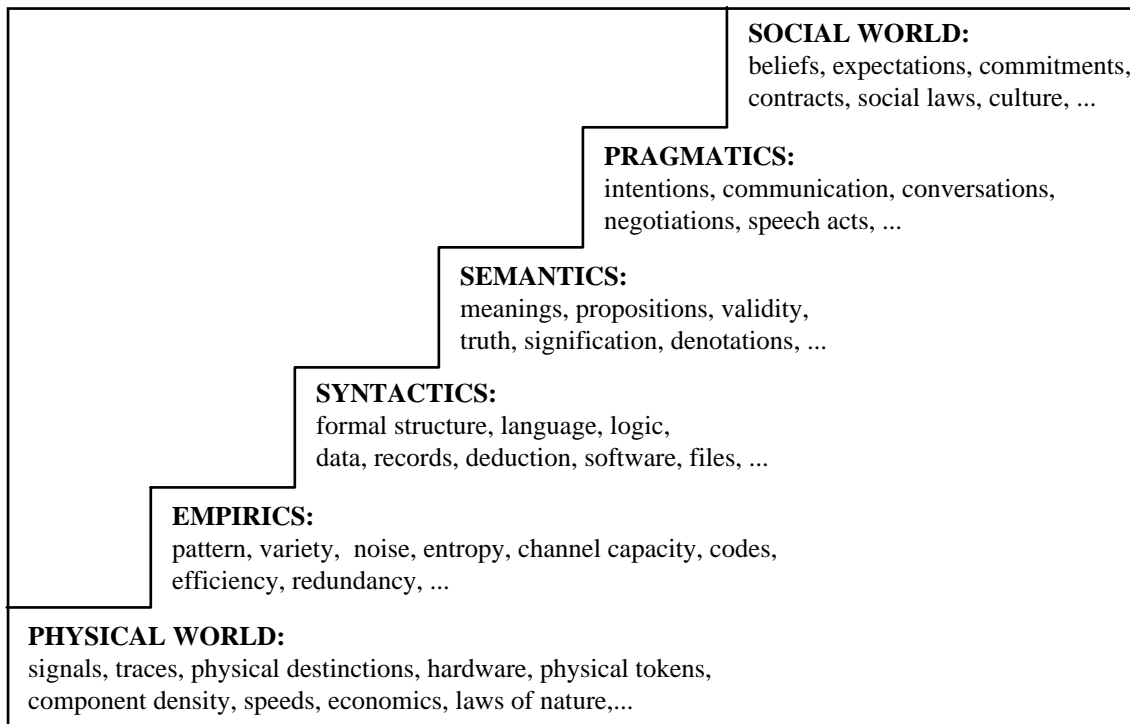 SOCIAL WORLD:
beliefs, expectations, commitments,
contracts, social laws, culture, ...
PRAGMATICS:
intentions, communication, conversations,
negotiations, speech acts, ...
SEMANTICS:
meanings, propositions, validity,
truth, signification, denotations, ...
SYNTACTICS:
formal structure, language, logic,
data, records, deduction, software, files, ...
EMPIRICS:
pattern, variety,  noise, entropy, channel capacity, codes,
efficiency, redundancy, ...
PHYSICAL WORLD:
signals, traces, physical destinctions, hardware, physical tokens,
component density, speeds, economics, laws of nature,...